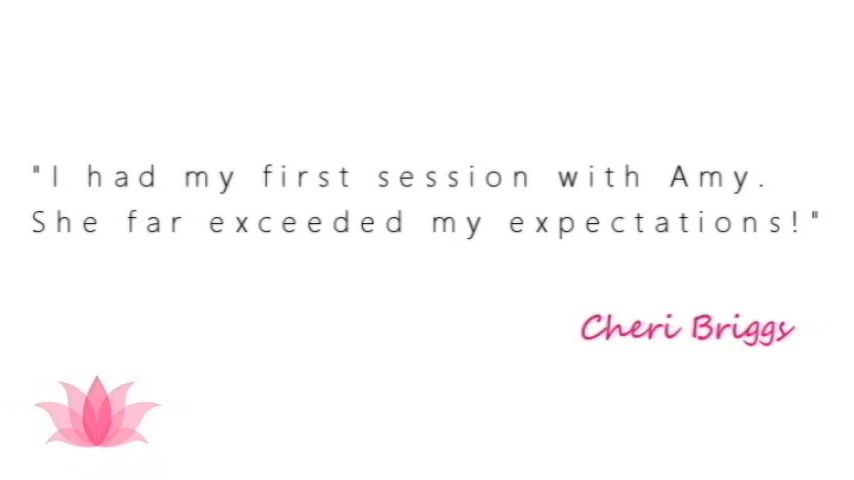 "I had my first session with Amy.
She far exceeded my expectations!"
Cheri Briggs